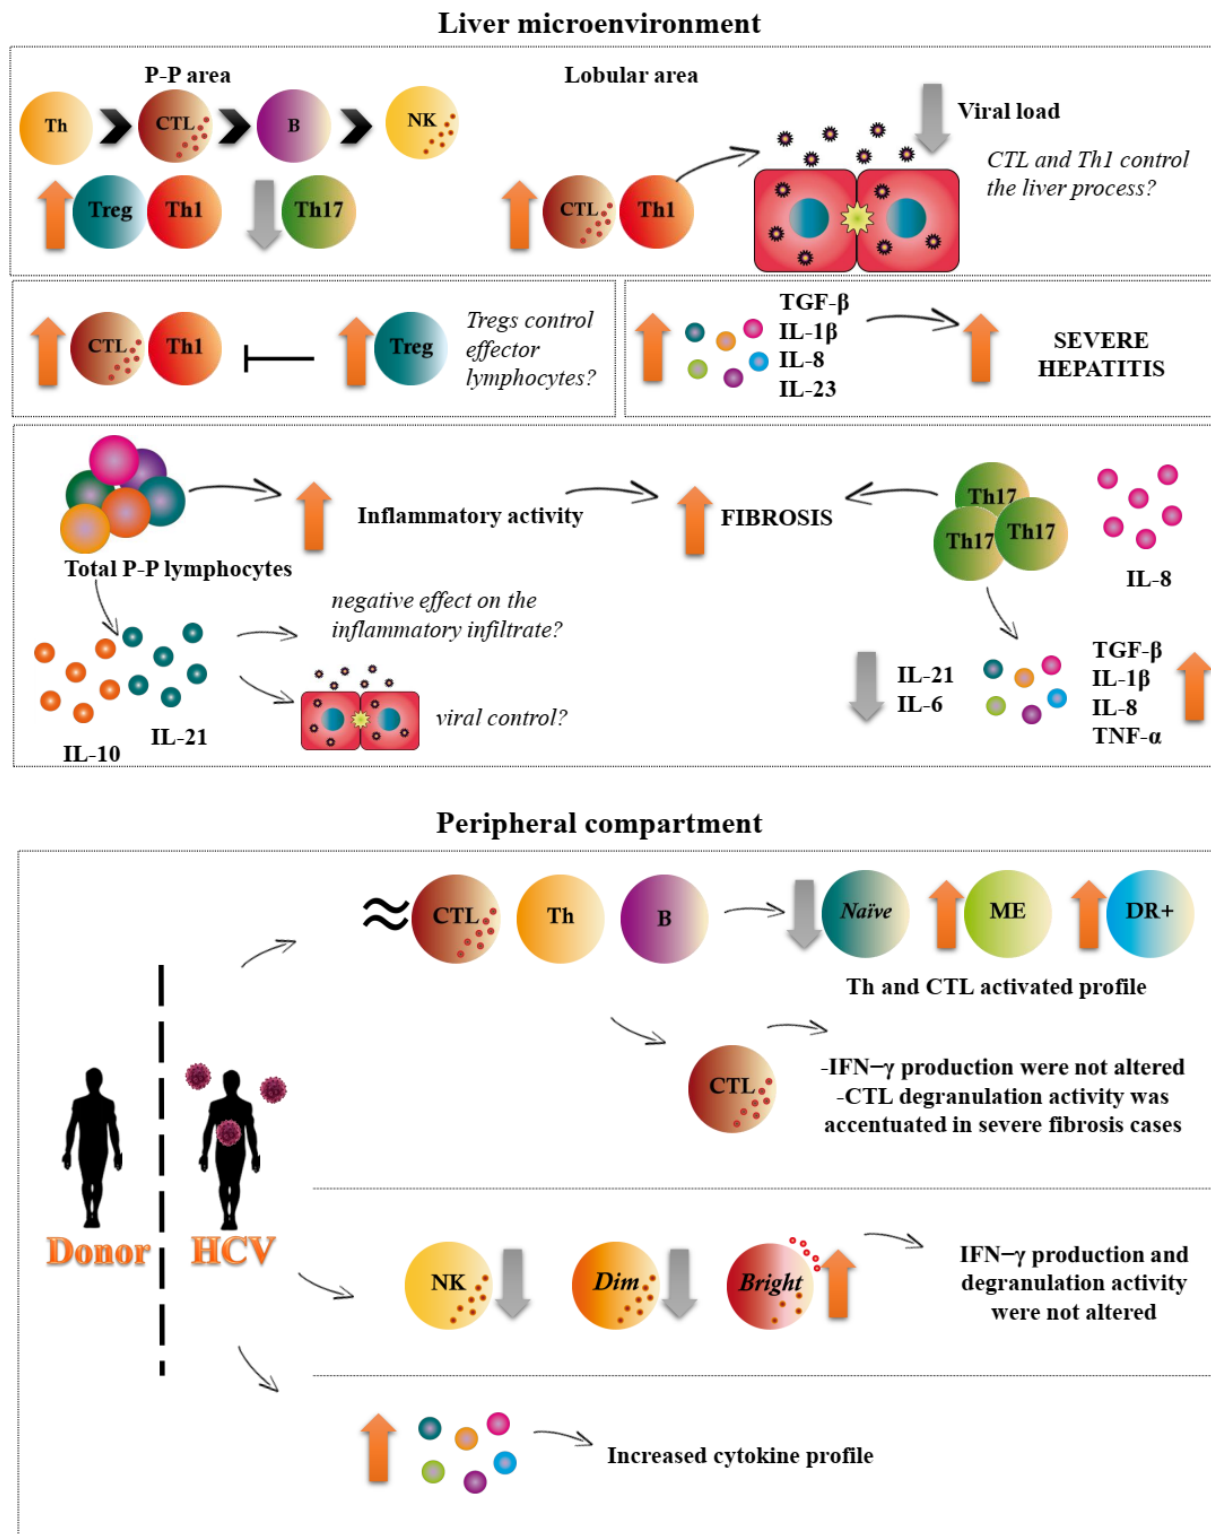 Liver microenvironment
P-P area
Lobular area
Th
CTL
B
NK
Viral load
CTL and Th1 control
the liver process?
Treg
Th1
Th17
CTL
Th1
CTL
Th1
Treg
Tregs control
effector
lymphocytes?
TGF-β
IL-1β
IL-8
IL-23
SEVERE
HEPATITIS
Total P-P lymphocytes
Inflammatory activity
FIBROSIS
Th17
Th17
Th17
IL-8
negative effect on the
inflammatory infiltrate?
viral control?
IL-10
IL-21
IL-21
IL-6
TGF-β
IL-1β
IL-8
TNF-α
Peripheral compartment
≈
CTL
Th
B
Naïve
ME
DR+
Th and CTL activated profile
CTL
-IFN-γ production were not altered
-CTL degranulation activity was
accentuated in severe fibrosis cases
Donor
HCV
NK
Dim
Bright
IFN-γ production and
degranulation activity
were not altered
Increased cytokine profile